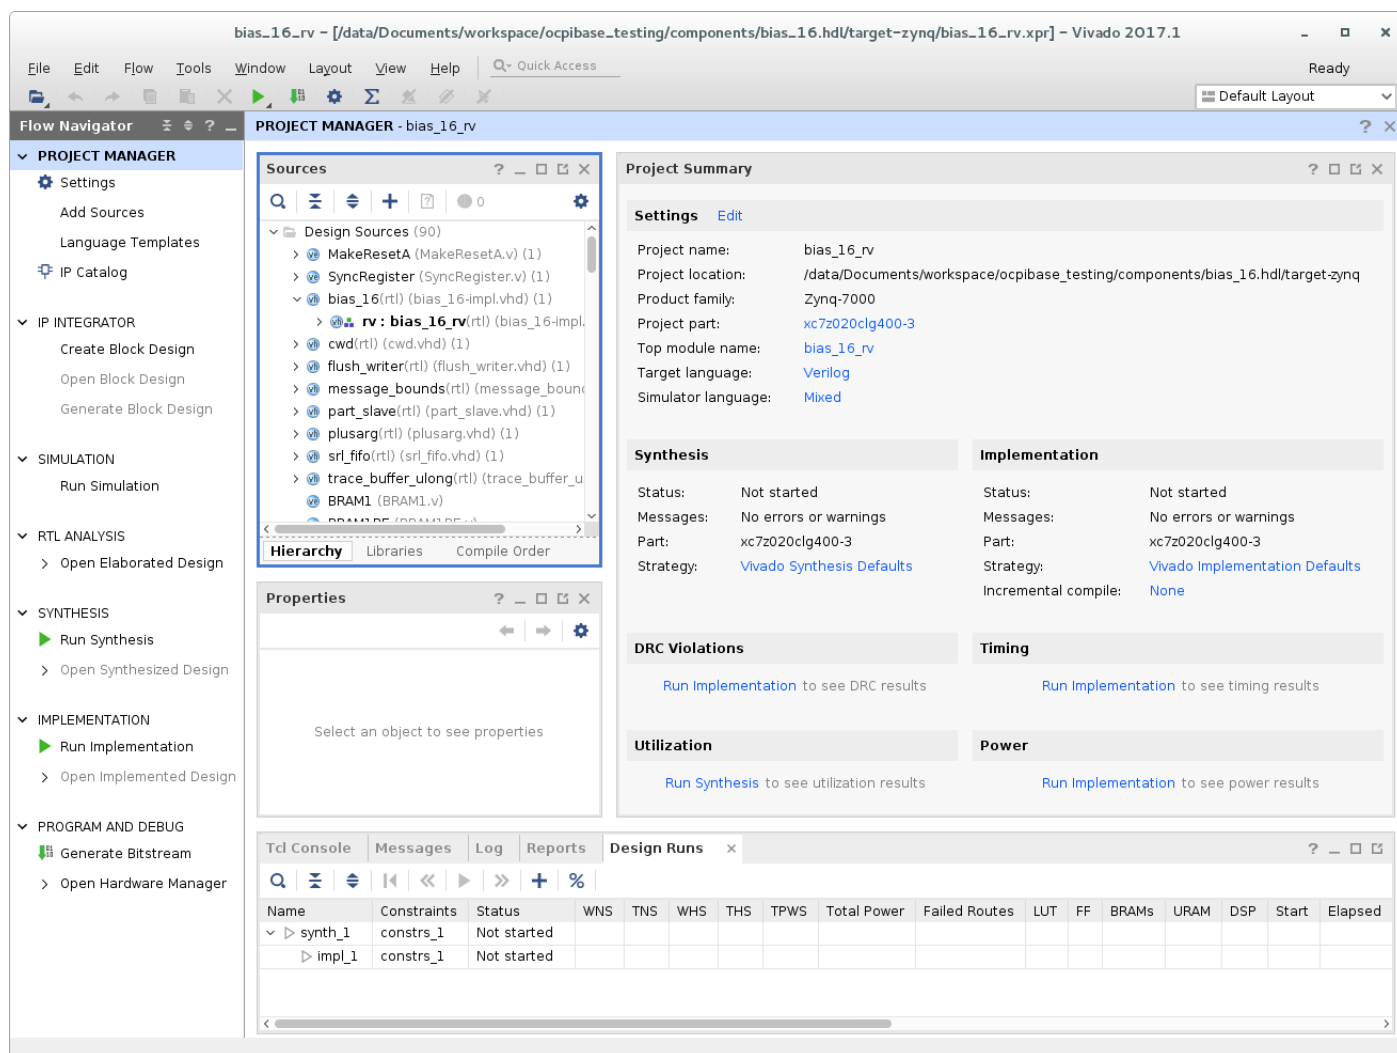 bias_16_rv – [/data/Documents/workspace/ocpibase_testing/components/bias_16.hdl/target-zynq/bias_16_rv.xpr] – Vivado 2017.1
File Edit Flow Tools Window Layout View Help Quick Access Ready
Default Layout
Flow Navigator
PROJECT MANAGER
Settings
Add Sources
Language Templates
IP Catalog
IP INTEGRATOR
Create Block Design
Open Block Design
Generate Block Design
SIMULATION
Run Simulation
RTL ANALYSIS
Open Elaborated Design
SYNTHESIS
Run Synthesis
Open Synthesized Design
IMPLEMENTATION
Run Implementation
Open Implemented Design
PROGRAM AND DEBUG
Generate Bitstream
Open Hardware Manager
PROJECT MANAGER - bias_16_rv
Sources
0
Design Sources (90)
MakeResetA (MakeResetA.v) (1)
SyncRegister (SyncRegister.v) (1)
bias_16(rtl) (bias_16-impl.vhd) (1)
rv : bias_16_rv(rtl) (bias_16-impl.
cwd(rtl) (cwd.vhd) (1)
flush_writer(rtl) (flush_writer.vhd) (1)
message_bounds(rtl) (message_bound
part_slave(rtl) (part_slave.vhd) (1)
plusarg(rtl) (plusarg.vhd) (1)
srl_fifo(rtl) (srl_fifo.vhd) (1)
trace_buffer_ulong(rtl) (trace_buffer_u
BRAM1 (BRAM1.v)
Hierarchy Libraries Compile Order
Properties
Select an object to see properties
Project Summary
Settings Edit
Project name: bias_16_rv
Project location: /data/Documents/workspace/ocpibase_testing/components/bias_16.hdl/target-zynq
Product family: Zynq-7000
Project part: xc7z020clg400-3
Top module name: bias_16_rv
Target language: Verilog
Simulator language: Mixed
Synthesis
Status: Not started
Messages: No errors or warnings
Part: xc7z020clg400-3
Strategy: Vivado Synthesis Defaults
Implementation
Status: Not started
Messages: No errors or warnings
Part: xc7z020clg400-3
Strategy: Vivado Implementation Defaults
Incremental compile: None
DRC Violations
Run Implementation to see DRC results
Timing
Run Implementation to see timing results
Utilization
Run Synthesis to see utilization results
Power
Run Implementation to see power results
Tcl Console Messages Log Reports Design Runs
Name Constraints Status WNS TNS WHS THS TPWS Total Power Failed Routes LUT FF BRAMs URAM DSP Start Elapsed
synth_1 constrs_1 Not started
impl_1 constrs_1 Not started